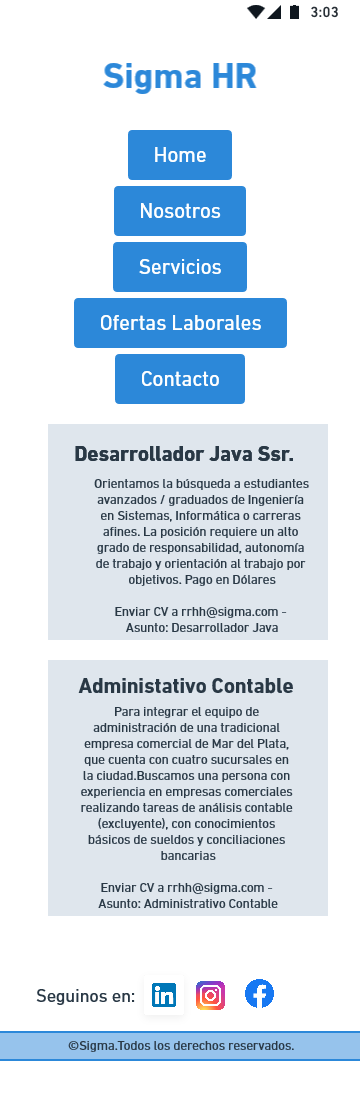 3:03
Sigma HR
Home
Nosotros
Servicios
Ofertas Laborales
Contacto
Desarrollador Java Ssr.
Orientamos la búsqueda a estudiantes
avanzados / graduados de Ingeniería
en Sistemas, Informática o carreras
afines. La posición requiere un alto
grado de responsabilidad, autonomía
de trabajo y orientación al trabajo por
objetivos. Pago en Dólares
Enviar CV a rrhh@sigma.com -
Asunto: Desarrollador Java
Administativo Contable
Para integrar el equipo de
administración de una tradicional
empresa comercial de Mar del Plata,
que cuenta con cuatro sucursales en
la ciudad.Buscamos una persona con
experiencia en empresas comerciales
realizando tareas de análisis contable
(excluyente), con conocimientos
básicos de sueldos y conciliaciones
bancarias
Enviar CV a rrhh@sigma.com -
Asunto: Administrativo Contable
Seguinos en:
©Sigma.Todos los derechos reservados.